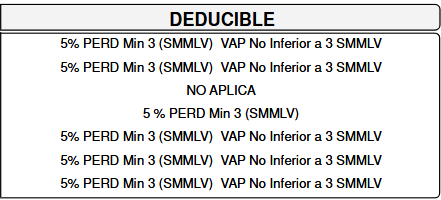 DEDUCIBLE
5% PERD Min 3 (SMMLV) VAP No Inferior a 3 SMMLV
5% PERD Min 3 (SMMLV) VAP No Inferior a 3 SMMLV
NO APLICA
5 % PERD Min 3 (SMMLV)
5% PERD Min 3 (SMMLV) VAP No Inferior a 3 SMMLV
5% PERD Min 3 (SMMLV) VAP No Inferior a 3 SMMLV
5% PERD Min 3 (SMMLV) VAP No Inferior a 3 SMMLV